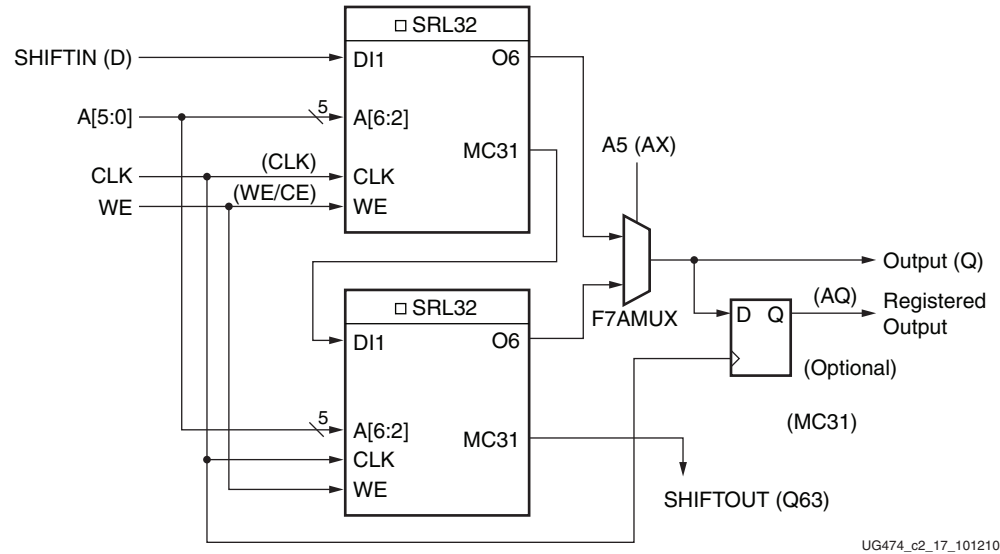 □ SRL32
SHIFTIN (D)
DI1
O6
A[5:0]
5
A[6:2]
MC31
A5 (AX)
CLK
(CLK)
CLK
WE
(WE/CE)
WE
Output (Q)
F7AMUX
D Q
(AQ)
Registered
Output
(Optional)
□ SRL32
DI1
O6
5
A[6:2]
MC31
(MC31)
CLK
WE
SHIFTOUT (Q63)
UG474_c2_17_101210